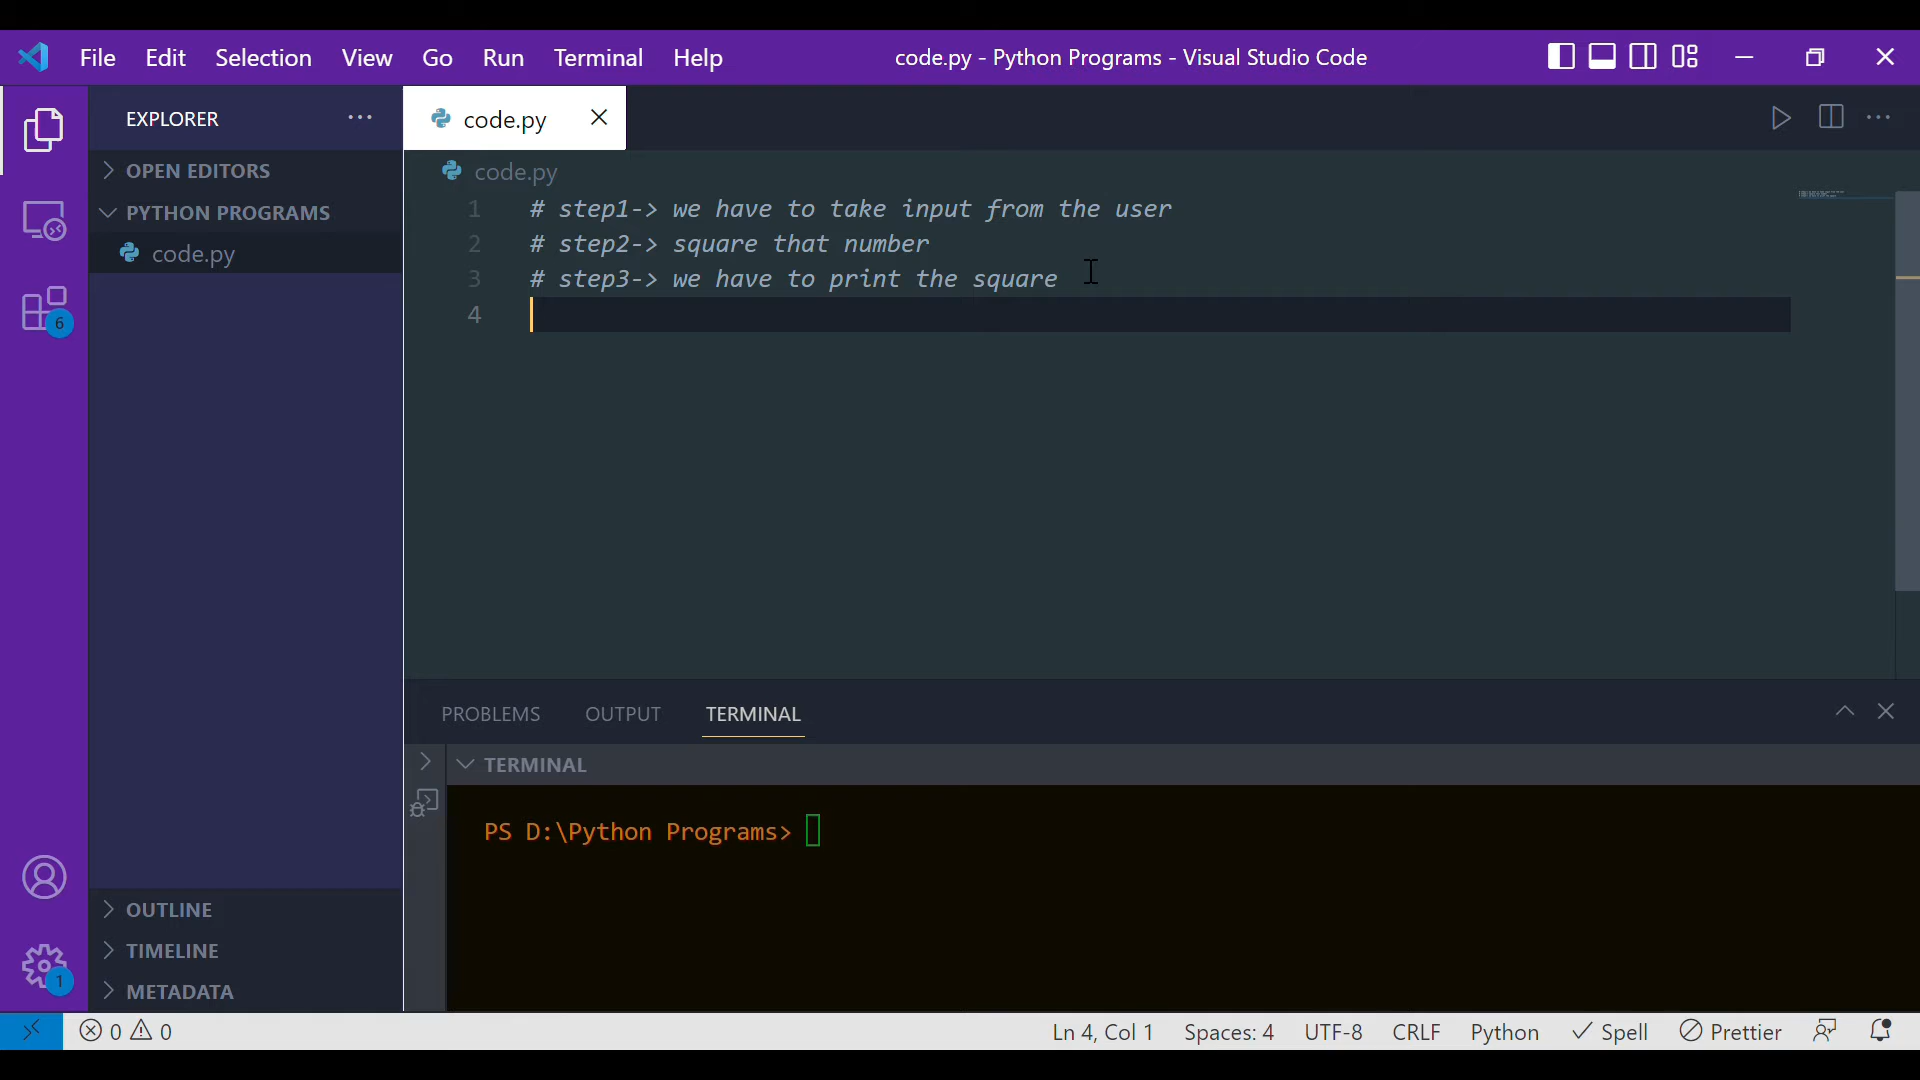 File Edit Selection View Go Run Terminal Help code.py - Python Programs - Visual Studio Code
EXPLORER
code.py
OPEN EDITORS
PYTHON PROGRAMS
code.py
6
code.py
1 # step1-> we have to take input from the user
2 # step2-> square that number
3 # step3-> we have to print the square
4
PROBLEMS OUTPUT TERMINAL
TERMINAL
PS D:\Python Programs>
OUTLINE
TIMELINE
METADATA
1
0 0 Ln 4, Col 1 Spaces: 4 UTF-8 CRLF Python Spell Prettier